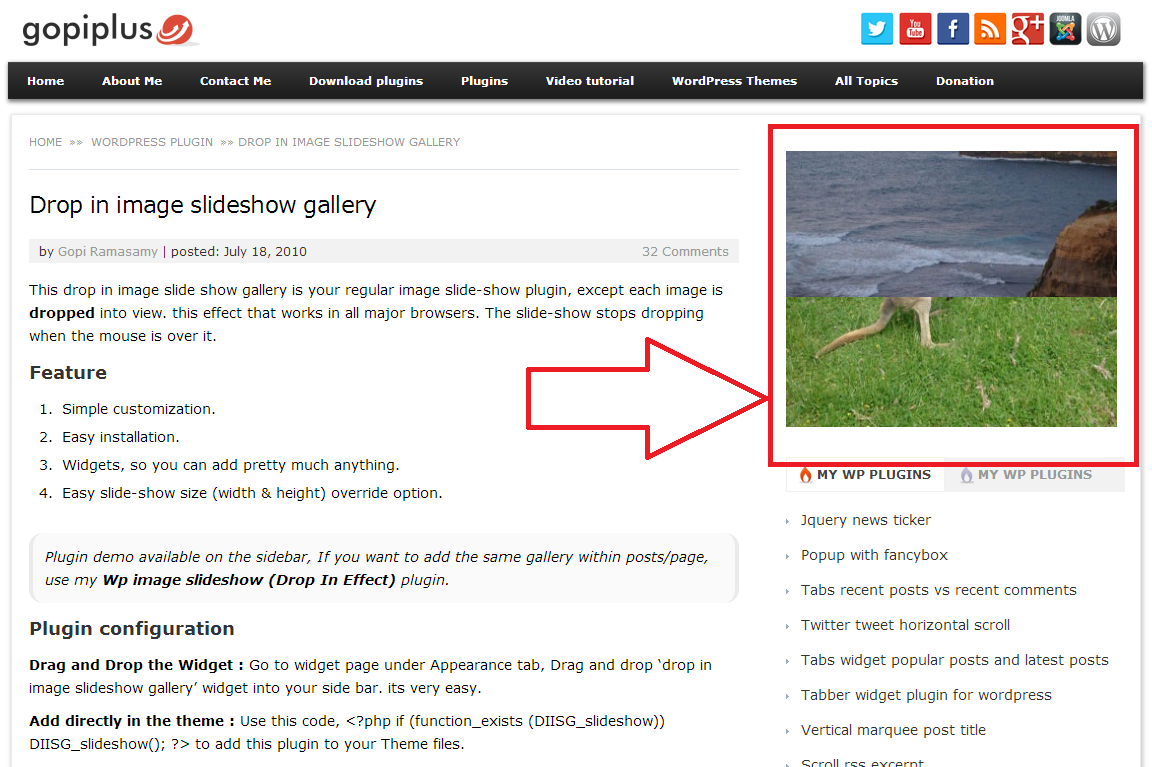 gopiplus
You Tube
g+
JOOMLA
Home About Me Contact Me Download plugins Plugins Video tutorial WordPress Themes All Topics Donation
HOME »» WORDPRESS PLUGIN »» DROP IN IMAGE SLIDESHOW GALLERY
Drop in image slideshow gallery
by Gopi Ramasamy | posted: July 18, 2010 32 Comments
This drop in image slide show gallery is your regular image slide-show plugin, except each image is
dropped into view. this effect that works in all major browsers. The slide-show stops dropping
when the mouse is over it.
Feature
1. Simple customization.
2. Easy installation.
3. Widgets, so you can add pretty much anything.
4. Easy slide-show size (width & height) override option.
Plugin demo available on the sidebar, If you want to add the same gallery within posts/page,
use my Wp image slideshow (Drop In Effect) plugin.
Plugin configuration
Drag and Drop the Widget : Go to widget page under Appearance tab, Drag and drop ‘drop in
image slideshow gallery’ widget into your side bar. its very easy.
Add directly in the theme : Use this code, <?php if (function_exists (DIISG_slideshow))
DIISG_slideshow(); ?> to add this plugin to your Theme files.
MY WP PLUGINS MY WP PLUGINS
Jquery news ticker
Popup with fancybox
Tabs recent posts vs recent comments
Twitter tweet horizontal scroll
Tabs widget popular posts and latest posts
Tabber widget plugin for wordpress
Vertical marquee post title
Scroll rss excerpt